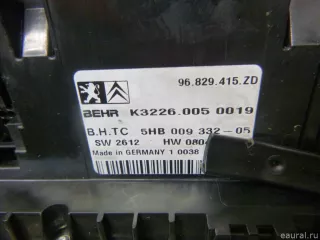 96.829.415.ZD
BEHR K3226.005 0019
B.H.TC 5HB 009 332-05
SW 2612 HW 080
Made in GERMANY 1 0038
eaural.ru